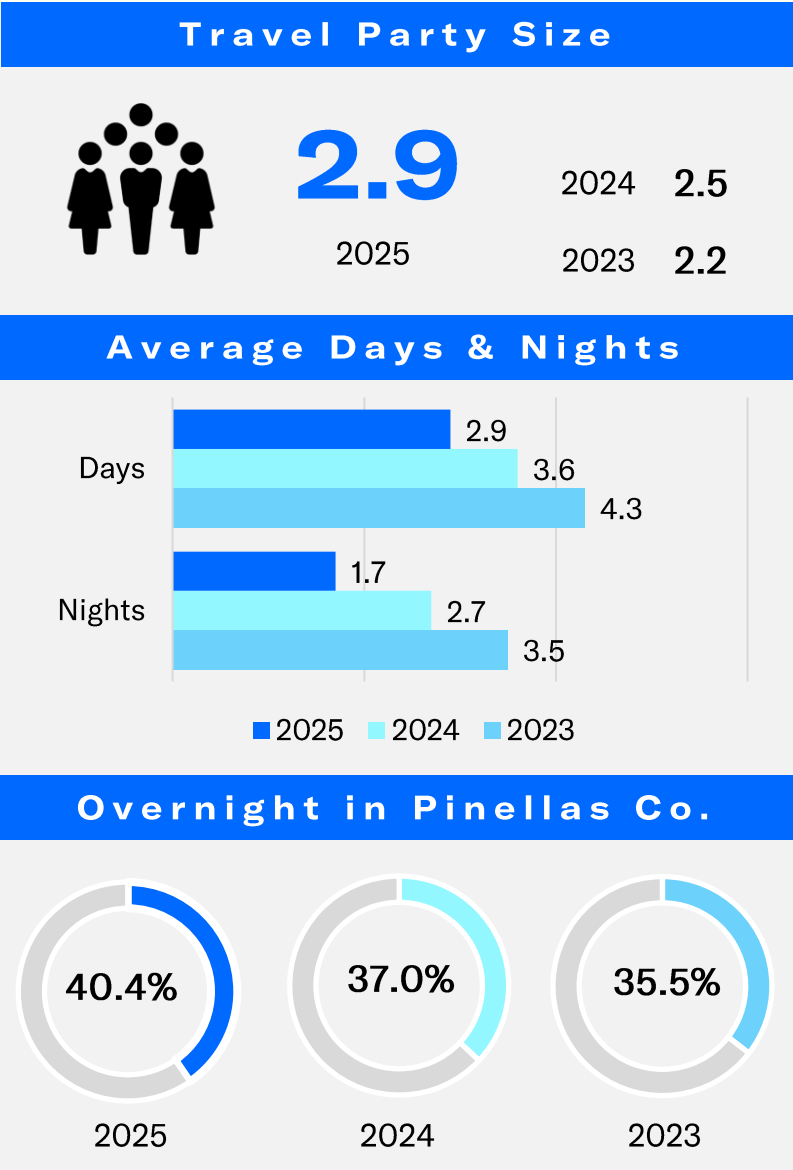 Travel Party Size
2.9
2025
2024 2.5
2023 2.2
Average Days & Nights
Days
2.9
3.6
4.3
Nights
1.7
2.7
3.5
2025 2024 2023
Overnight in Pinellas Co.
40.4% 37.0% 35.5%
2025 2024 2023